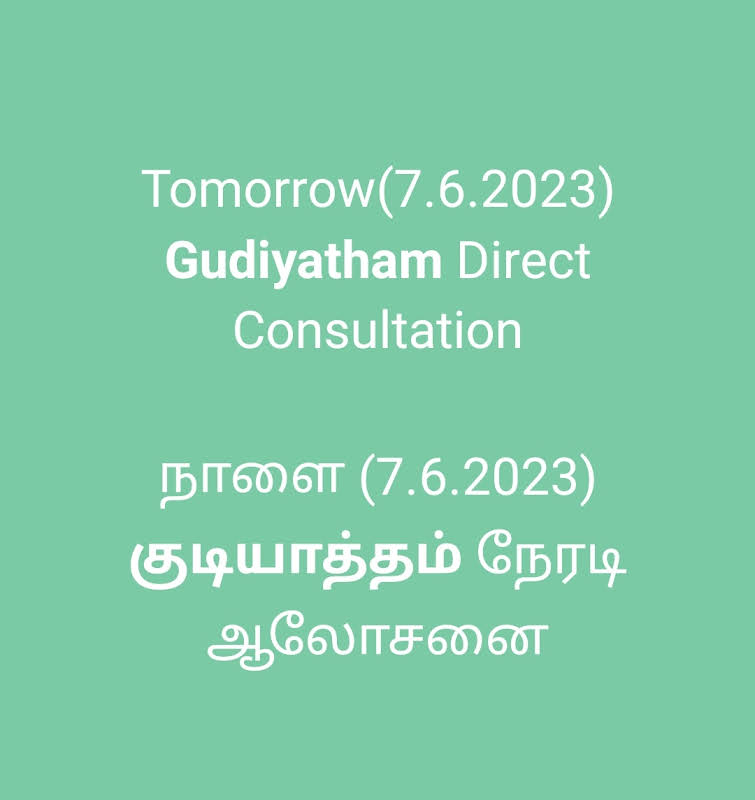 Tomorrow(7.6.2023)
Gudiyatham Direct
Consultation
நாளை (7.6.2023)
குடியாத்தம் நேரடி
ஆலோசனை